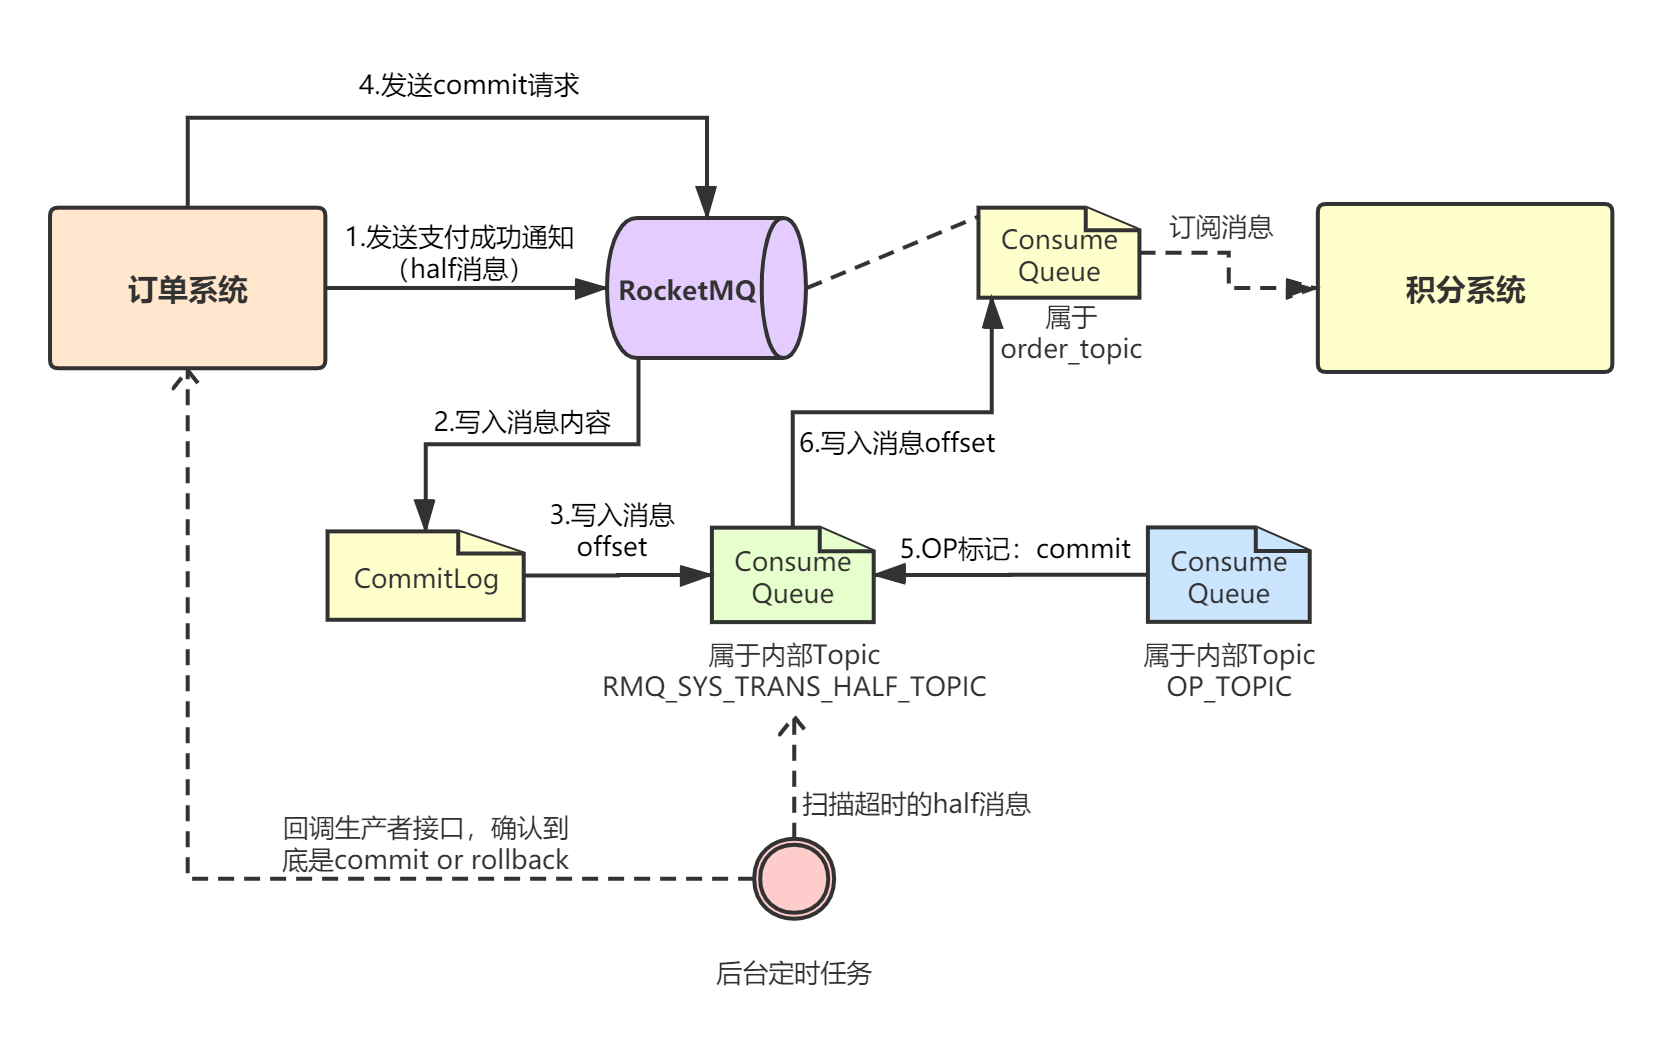 4.发送commit请求
订单系统
1.发送支付成功通知
（half消息）
RocketMQ
Consume
Queue
属于
order_topic
订阅消息
积分系统
2.写入消息内容
6.写入消息offset
CommitLog
3.写入消息
offset
Consume
Queue
5.OP标记：commit
Consume
Queue
属于内部Topic
RMQ_SYS_TRANS_HALF_TOPIC
属于内部Topic
OP_TOPIC
扫描超时的half消息
回调生产者接口，确认到
底是commit or rollback
后台定时任务